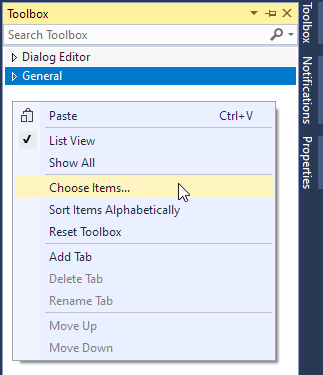 Toolbox
Search Toolbox
Dialog Editor
General
Paste Ctrl+V
List View
Show All
Choose Items...
Sort Items Alphabetically
Reset Toolbox
Add Tab
Delete Tab
Rename Tab
Move Up
Move Down
Toolbox
Notifications
Properties